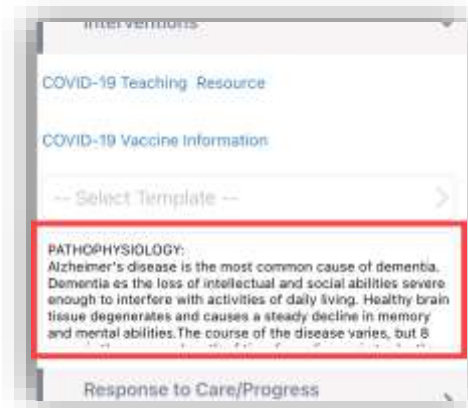 Interventions
COVID-19 Teaching Resource
COVID-19 Vaccine Information
-- Select Template --
PATHOPHYSIOLOGY:
Alzheimer's disease is the most common cause of dementia.
Dementia es the loss of intellectual and social abilities severe
enough to interfere with activities of daily living. Healthy brain
tissue degenerates and causes a steady decline in memory
and mental abilities.The course of the disease varies, but 8
Response to Care/Progress